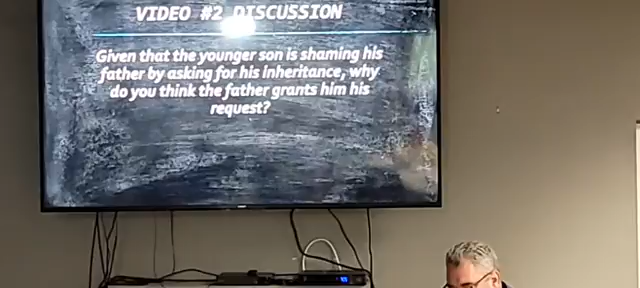 VIDEO #2 DISCUSSION
Given that the younger son is shaming his
father by asking for his inheritance, why
do you think the father grants him his
request?